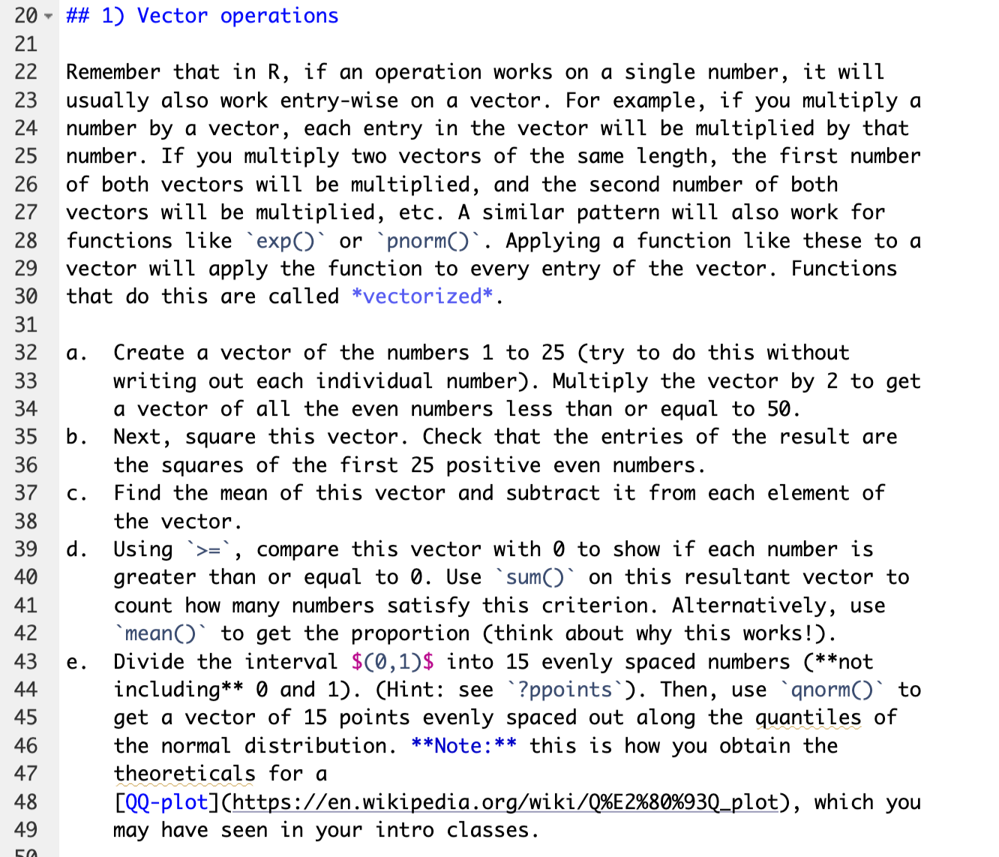 20 ## 1) Vector operations
21
22 Remember that in R, if an operation works on a single number, it will
23 usually also work entry-wise on a vector. For example, if you multiply a
24 number by a vector, each entry in the vector will be multiplied by that
25 number. If you multiply two vectors of the same length, the first number
26 of both vectors will be multiplied, and the second number of both
27 vectors will be multiplied, etc. A similar pattern will also work for
28 functions like `exp()` or `pnorm()`. Applying a function like these to a
29 vector will apply the function to every entry of the vector. Functions
30 that do this are called *vectorized*.
31
32 a. Create a vector of the numbers 1 to 25 (try to do this without
33 writing out each individual number). Multiply the vector by 2 to get
34 a vector of all the even numbers less than or equal to 50.
35 b. Next, square this vector. Check that the entries of the result are
36 the squares of the first 25 positive even numbers.
37 c. Find the mean of this vector and subtract it from each element of
38 the vector.
39 d. Using `>=`, compare this vector with 0 to show if each number is
40 greater than or equal to 0. Use `sum()` on this resultant vector to
41 count how many numbers satisfy this criterion. Alternatively, use
42 `mean()` to get the proportion (think about why this works!).
43 e. Divide the interval $(0,1)$ into 15 evenly spaced numbers (**not
44 including** 0 and 1). (Hint: see `?ppoints`). Then, use `qnorm()` to
45 get a vector of 15 points evenly spaced out along the quantiles of
46 the normal distribution. **Note:** this is how you obtain the
47 theoreticals for a
48 [QQ-plot](https://en.wikipedia.org/wiki/Q%E2%80%93Q_plot), which you
49 may have seen in your intro classes.
50